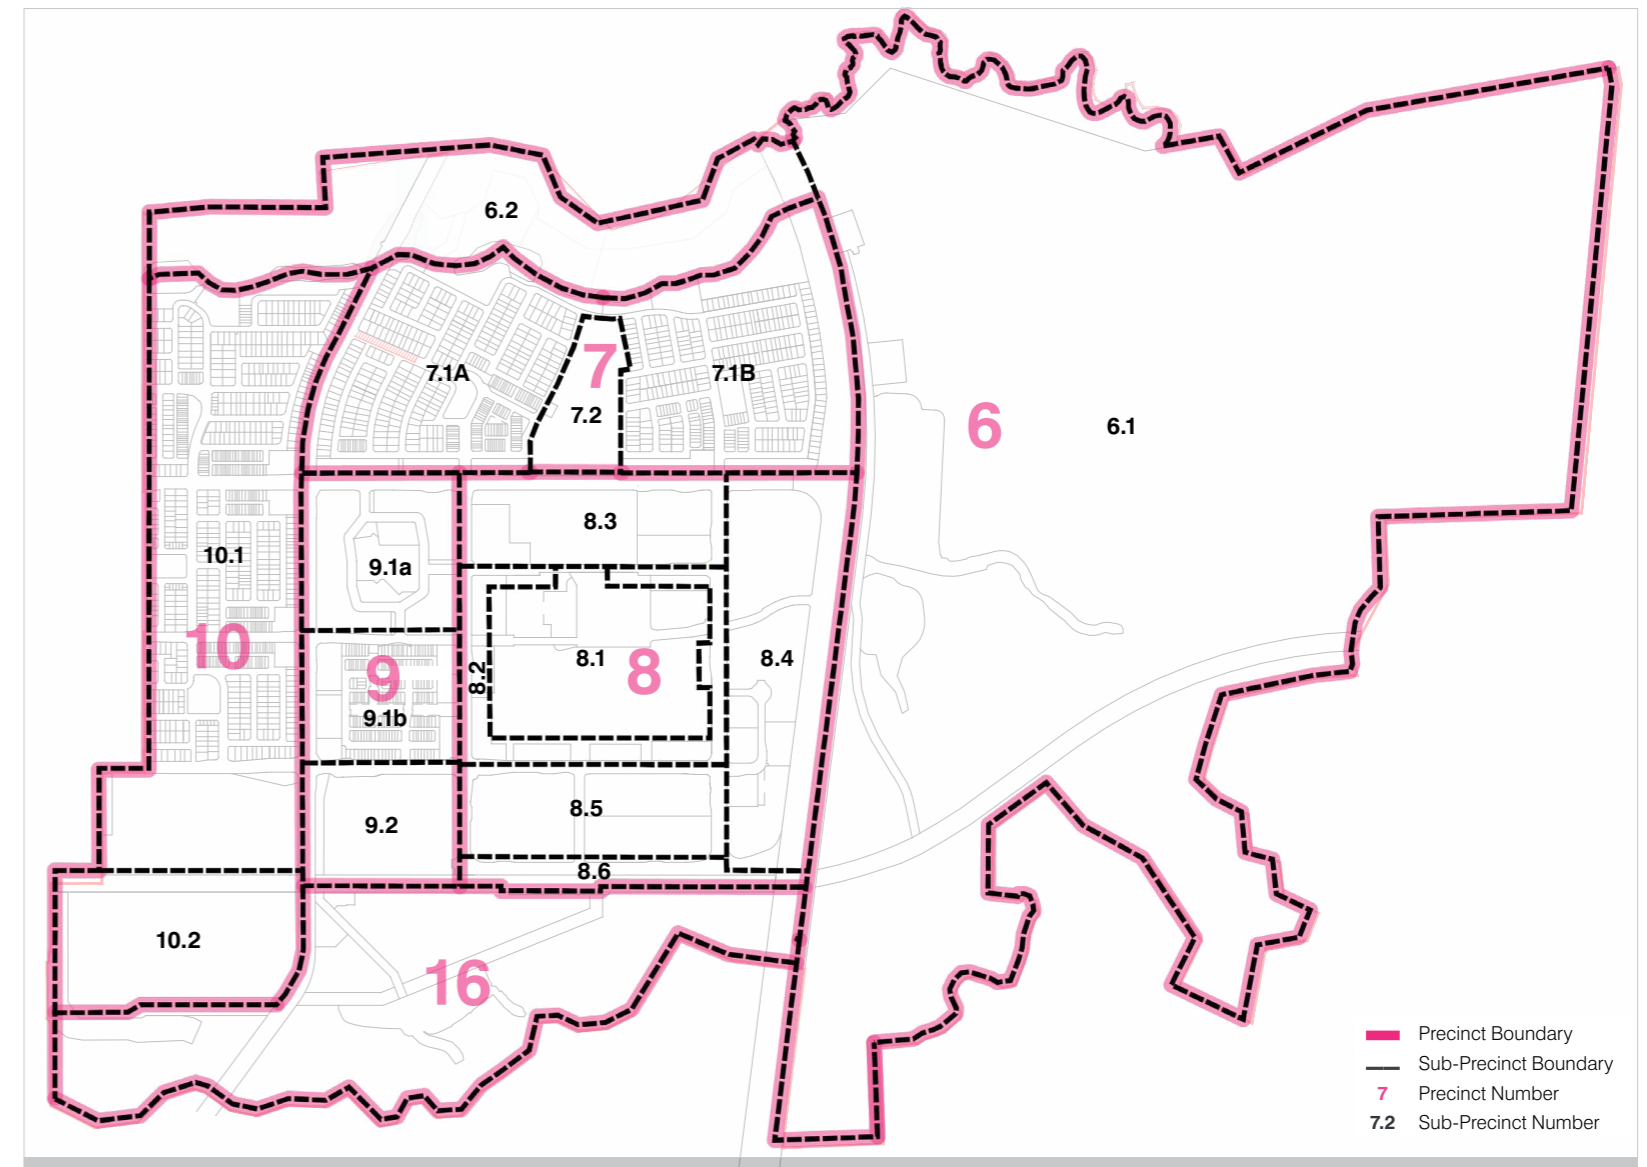 6.2
7
7.1A
7.1B
7.2
6
6.1
8.3
10.1
9.1a
10
8.2
8.1
8
8.4
9
9.1b
8.5
9.2
8.6
10.2
16
Precinct Boundary
Sub-Precinct Boundary
7 Precinct Number
7.2 Sub-Precinct Number